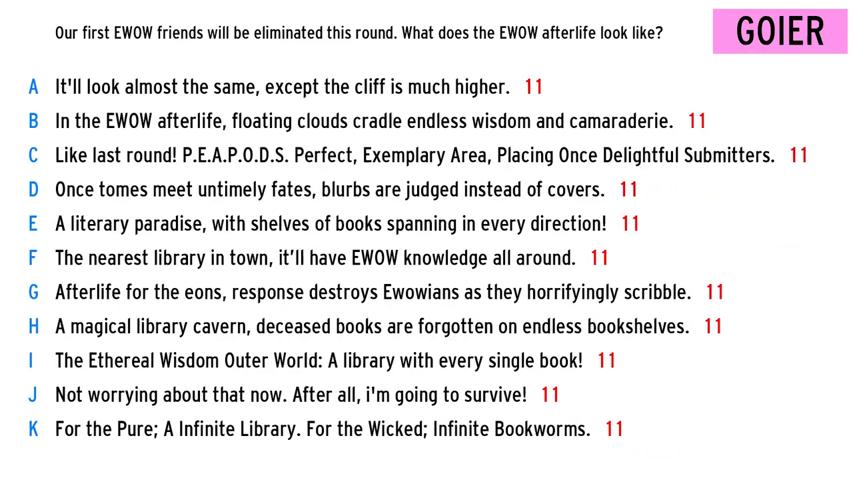 Our first EWOW friends will be eliminated this round. What does the EWOW afterlife look like?
GOIER
A It'll look almost the same, except the cliff is much higher. 11
B In the EWOW afterlife, floating clouds cradle endless wisdom and camaraderie. 11
C Like last round! P.E.A.P.O.D.S. Perfect, Exemplary Area, Placing Once Delightful Submitters. 11
D Once tomes meet untimely fates, blurbs are judged instead of covers. 11
E A literary paradise, with shelves of books spanning in every direction! 11
F The nearest library in town, it’ll have EWOW knowledge all around. 11
G Afterlife for the eons, response destroys Ewowians as they horrifyingly scribble. 11
H A magical library cavern, deceased books are forgotten on endless bookshelves. 11
I The Ethereal Wisdom Outer World: A library with every single book! 11
J Not worrying about that now. After all, i'm going to survive! 11
K For the Pure; A Infinite Library. For the Wicked; Infinite Bookworms. 11